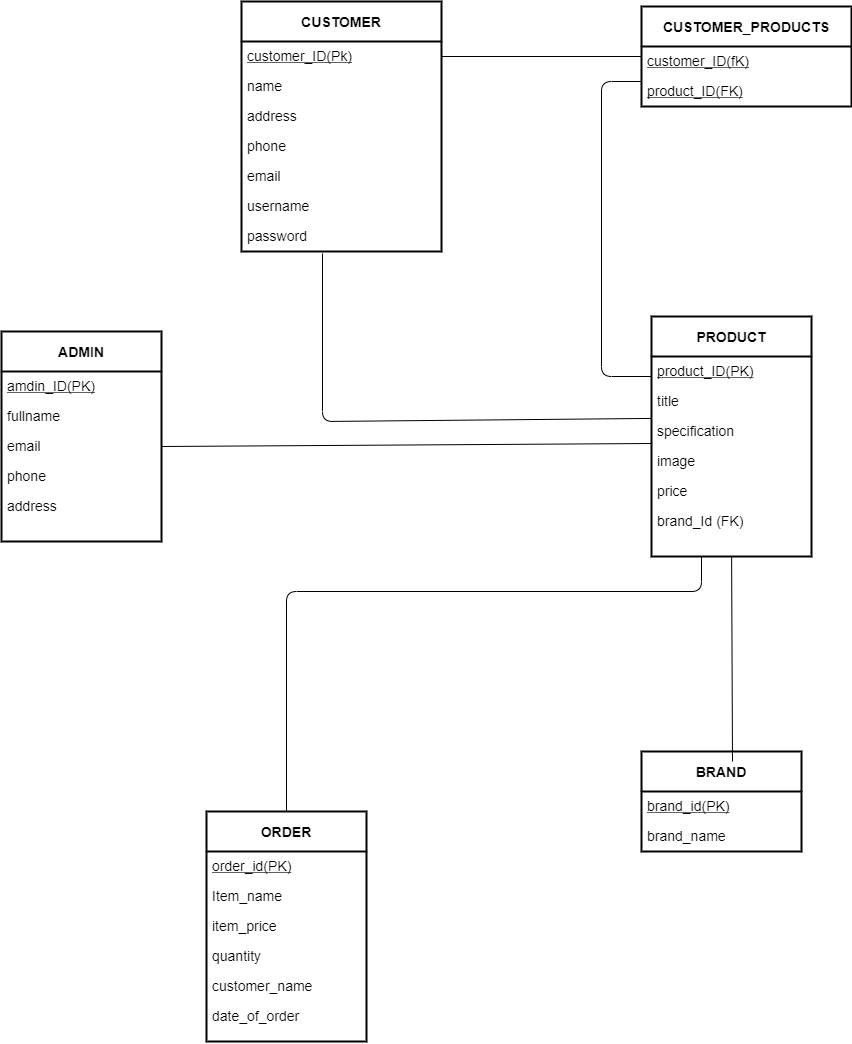 CUSTOMER
customer_ID(Pk)
name
address
phone
email
username
password
CUSTOMER_PRODUCTS
customer_ID(fK)
product_ID(FK)
ADMIN
amdin_ID(PK)
fullname
email
phone
address
PRODUCT
product_ID(PK)
title
specification
image
price
brand_Id (FK)
ORDER
order_id(PK)
Item_name
item_price
quantity
customer_name
date_of_order
BRAND
brand_id(PK)
brand_name